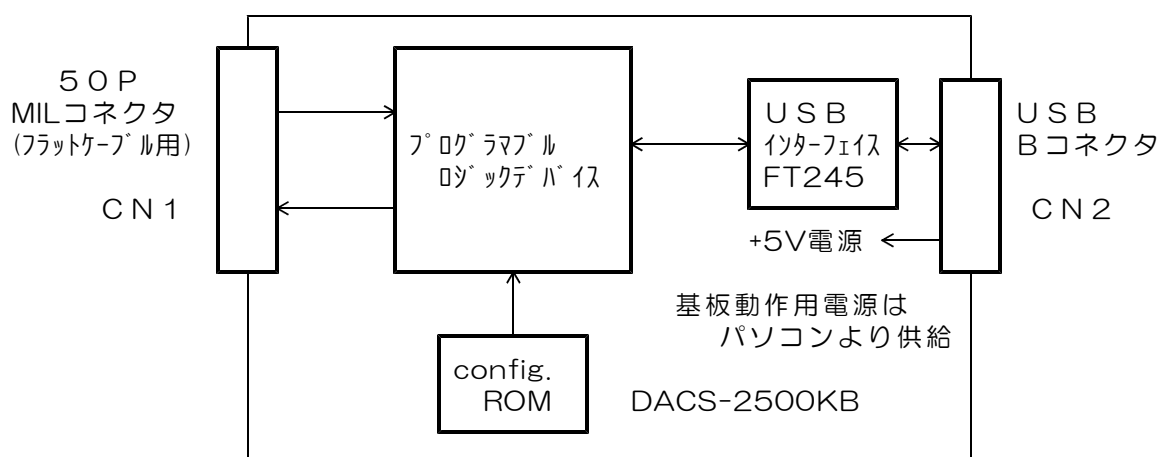 ５０Ｐ
MILコネクタ
(ﾌﾗｯﾄｹｰﾌﾞﾙ用)
ＣＮ１
ﾌﾟﾛｸﾞﾗﾏﾌﾞﾙ
ﾛｼﾞｯｸﾃﾞﾊﾞｲｽ
ＵＳＢ
ｲﾝﾀｰﾌｪｲｽ
FT245
ＵＳＢ
Ｂコネクタ
ＣＮ２
+5V電源
基板動作用電源は
パソコンより供給
config.
ROM
DACS-2500KB